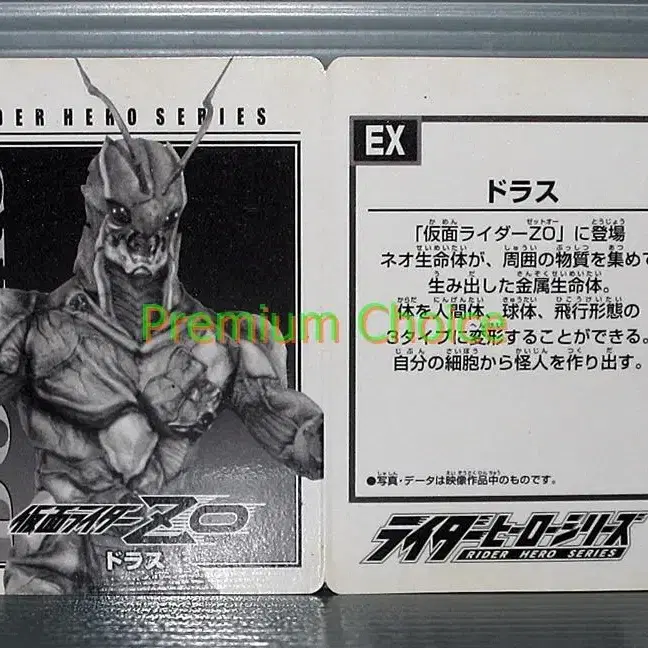 DER HERO SERIES
仮面ライダーZO
ドラス
EX
ドラス
「仮面ライダーZO」に登場
ネオ生命体が、周囲の物質を集めて
生み出した金属生命体。
体を人間体、球体、飛行形態の
3タイプに変形することができる。
自分の細胞から怪人を作り出す。
●写真・データは映像作品中のものです。
ライダーヒーローシリーズ
RIDER HERO SERIES
Premium Choice